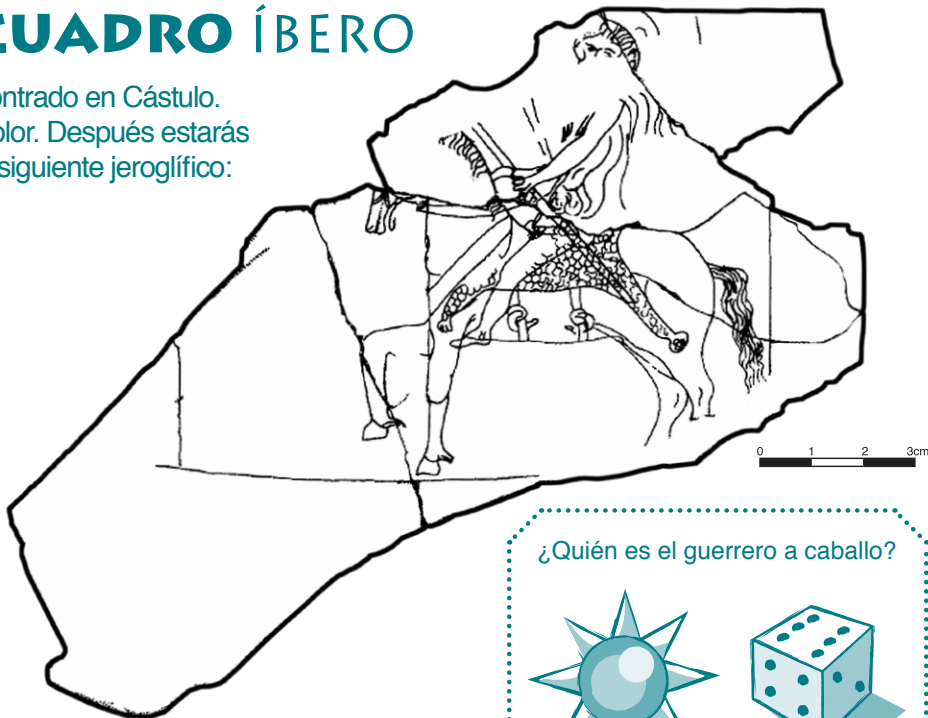 CUADRO ÍBERO
ontrado en Cástulo.
olor. Después estarás
siguiente jeroglífico:
0 1 2 3cm
¿Quién es el guerrero a caballo?